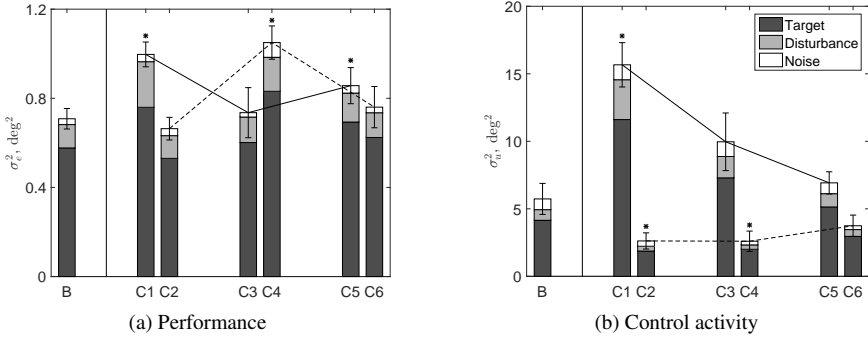 1.2
0.8
0.4
0
σ²ₑ, deg²
* * *
B C1 C2 C3 C4 C5 C6
(a) Performance
20
15
10
5
0
σ²ᵤ, deg²
Target
Disturbance
Noise
* * *
B C1 C2 C3 C4 C5 C6
(b) Control activity